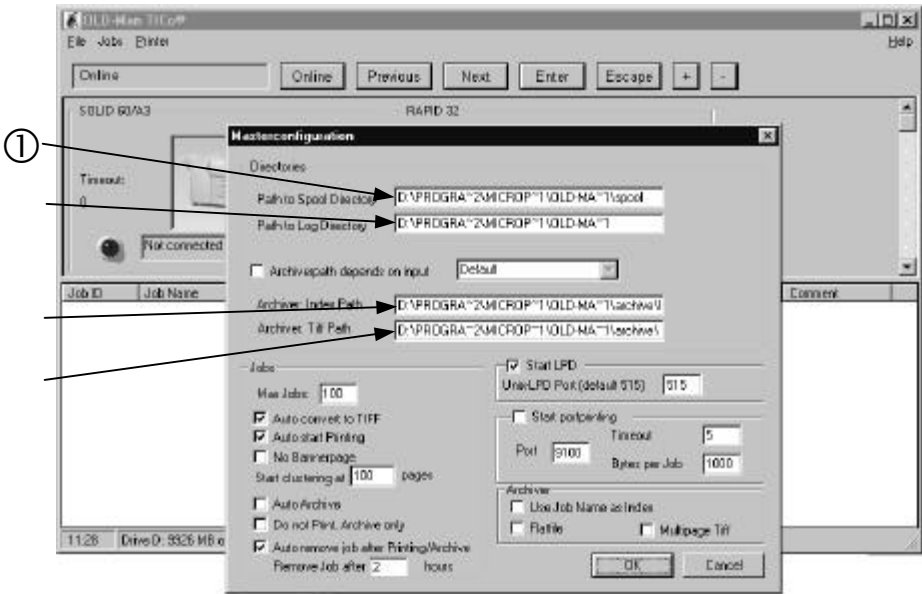 OLD-Man TICo
File Jobs Printer Help
Online Online Previous Next Enter Escape + -
SOLID 60/A3 RAPID 32
Masterconfiguration
①
Directories
Timeout:
0
Path to Spool Directory D:\PROGRA~2\MICROP~1\OLD-MA~1\spool
Path to Log Directory D:\PROGRA~2\MICROP~1\OLD-MA~1
Not connected
Archivepath depends on input Default
Job ID Job Name Comment
Archiver: Index Path D:\PROGRA~2\MICROP~1\OLD-MA~1\archive\
Archiver: Tiff Path D:\PROGRA~2\MICROP~1\OLD-MA~1\archive\
Jobs
Max Jobs: 100
Auto convert to TIFF
Auto start Printing
No Bannerpage
Start clustering at 100 pages
Auto Archive
Do not Print, Archive only
Auto remove job after Printing/Archive
Remove Job after 2 hours
Start LPD
Unix-LPD Port (default 515) 515
Start portprinting
Timeout 5
Port 9100
Bytes per Job 1000
Archiver
Use Job Name as Index
Flatfile Multipage Tiff
OK Cancel
11:28 Drive D: 9326 MB